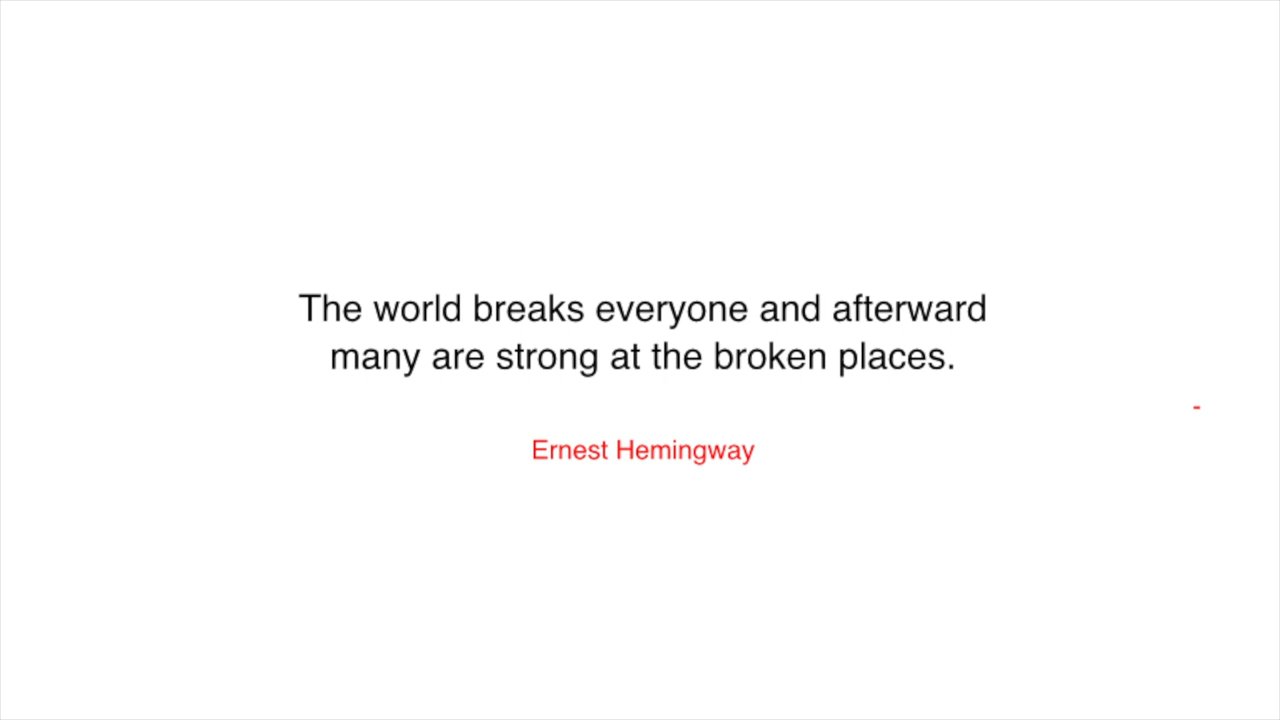 The world breaks everyone and afterward
many are strong at the broken places.
-
Ernest Hemingway